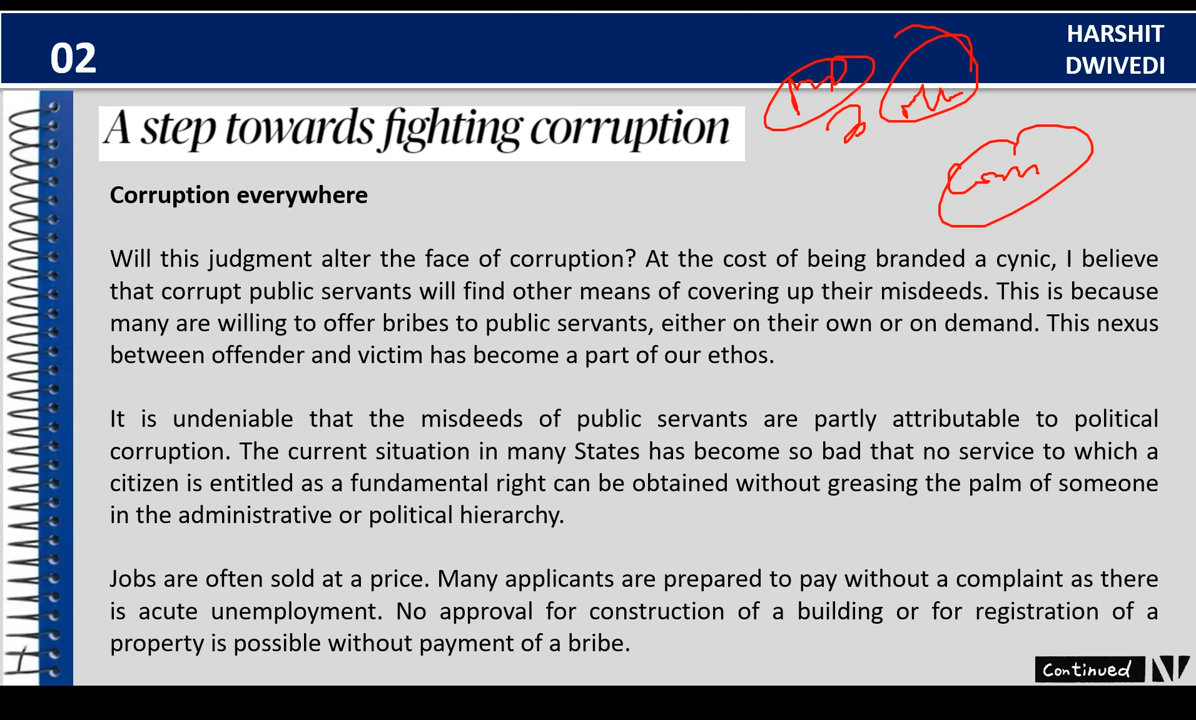 02
HARSHIT
DWIVEDI
A step towards fighting corruption
Corruption everywhere
Will this judgment alter the face of corruption? At the cost of being branded a cynic, I believe
that corrupt public servants will find other means of covering up their misdeeds. This is because
many are willing to offer bribes to public servants, either on their own or on demand. This nexus
between offender and victim has become a part of our ethos.
It is undeniable that the misdeeds of public servants are partly attributable to political
corruption. The current situation in many States has become so bad that no service to which a
citizen is entitled as a fundamental right can be obtained without greasing the palm of someone
in the administrative or political hierarchy.
Jobs are often sold at a price. Many applicants are prepared to pay without a complaint as there
is acute unemployment. No approval for construction of a building or for registration of a
property is possible without payment of a bribe.
Continued